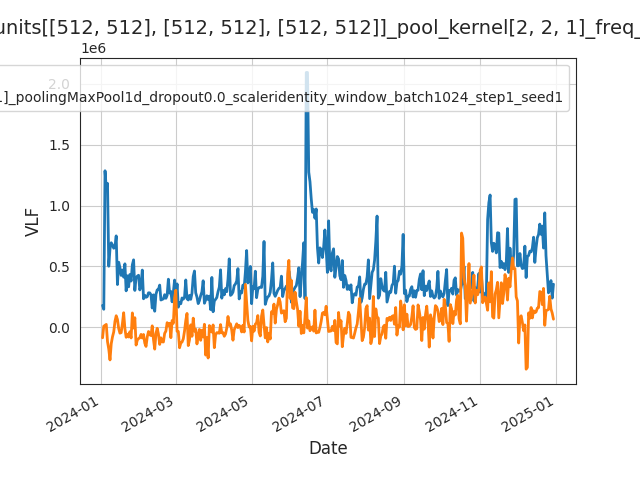 units[[512, 512], [512, 512], [512, 512]]_pool_kernel[2, 2, 1]_freq_
1e6
2.0
1]_poolingMaxPool1d_dropout0.0_scaleridentity_window_batch1024_step1_seed1
1.5
1.0
0.5
0.0
VLF
2024-01
2024-03
2024-05
2024-07
2024-09
2024-11
2025-01
Date